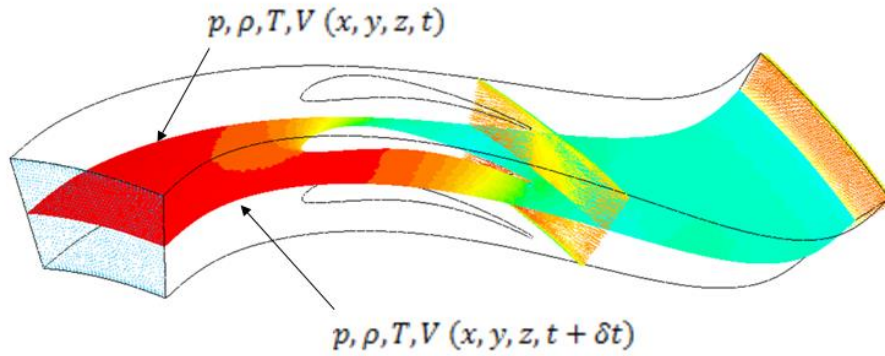 p, ρ, T, V (x, y, z, t)
p, ρ, T, V (x, y, z, t + δt)